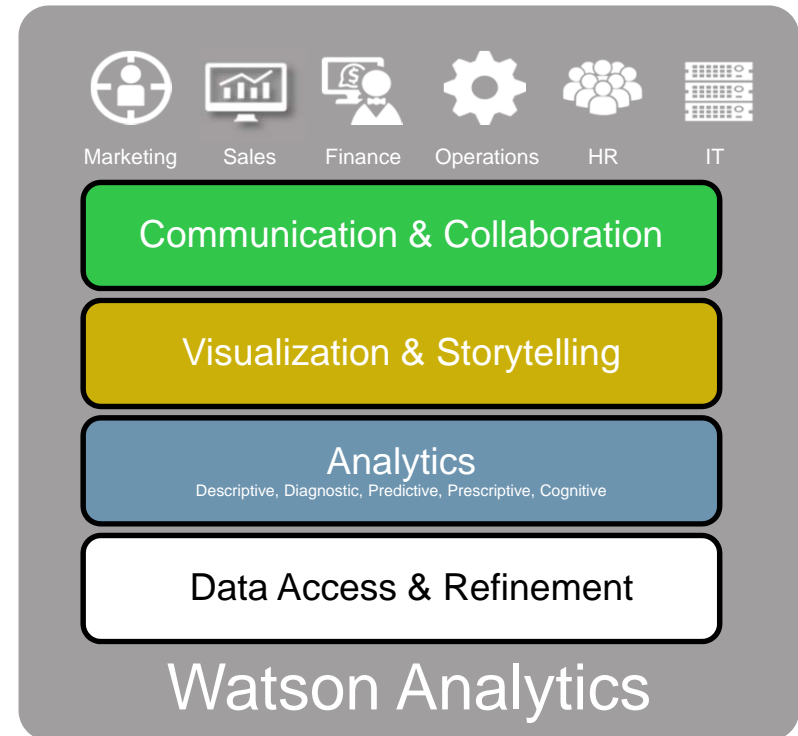 Marketing Sales Finance Operations HR IT
Communication & Collaboration
Visualization & Storytelling
Analytics
Descriptive, Diagnostic, Predictive, Prescriptive, Cognitive
Data Access & Refinement
Watson Analytics